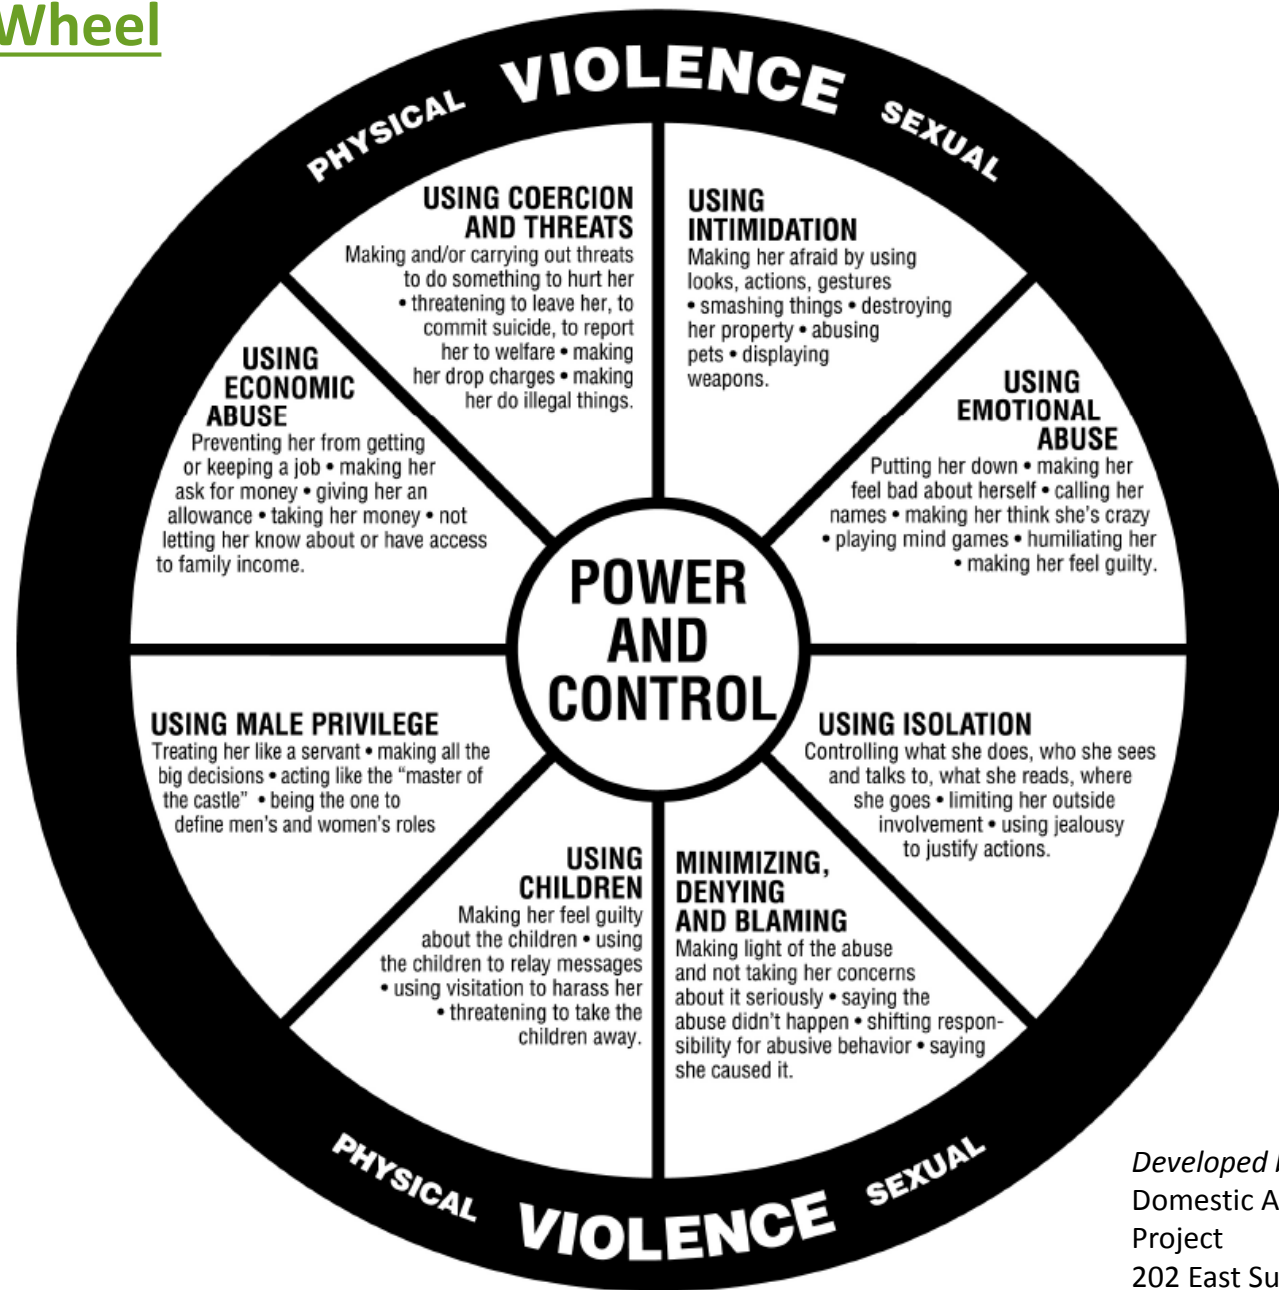 Wheel
PHYSICAL VIOLENCE SEXUAL
USING COERCION
AND THREATS
Making and/or carrying out threats
to do something to hurt her
• threatening to leave her, to
commit suicide, to report
her to welfare • making
her drop charges • making
her do illegal things.
USING
INTIMIDATION
Making her afraid by using
looks, actions, gestures
• smashing things • destroying
her property • abusing
pets • displaying
weapons.
USING
ECONOMIC
ABUSE
Preventing her from getting
or keeping a job • making her
ask for money • giving her an
allowance • taking her money • not
letting her know about or have access
to family income.
USING
EMOTIONAL
ABUSE
Putting her down • making her
feel bad about herself • calling her
names • making her think she's crazy
• playing mind games • humiliating her
• making her feel guilty.
POWER
AND
CONTROL
USING MALE PRIVILEGE
Treating her like a servant • making all the
big decisions • acting like the “master of
the castle” • being the one to
define men's and women's roles
USING ISOLATION
Controlling what she does, who she sees
and talks to, what she reads, where
she goes • limiting her outside
involvement • using jealousy
to justify actions.
USING
CHILDREN
Making her feel guilty
about the children • using
the children to relay messages
• using visitation to harass her
• threatening to take the
children away.
MINIMIZING,
DENYING
AND BLAMING
Making light of the abuse
and not taking her concerns
about it seriously • saying the
abuse didn't happen • shifting respon-
sibility for abusive behavior • saying
she caused it.
PHYSICAL VIOLENCE SEXUAL
Developed
Domestic
Project
202 East